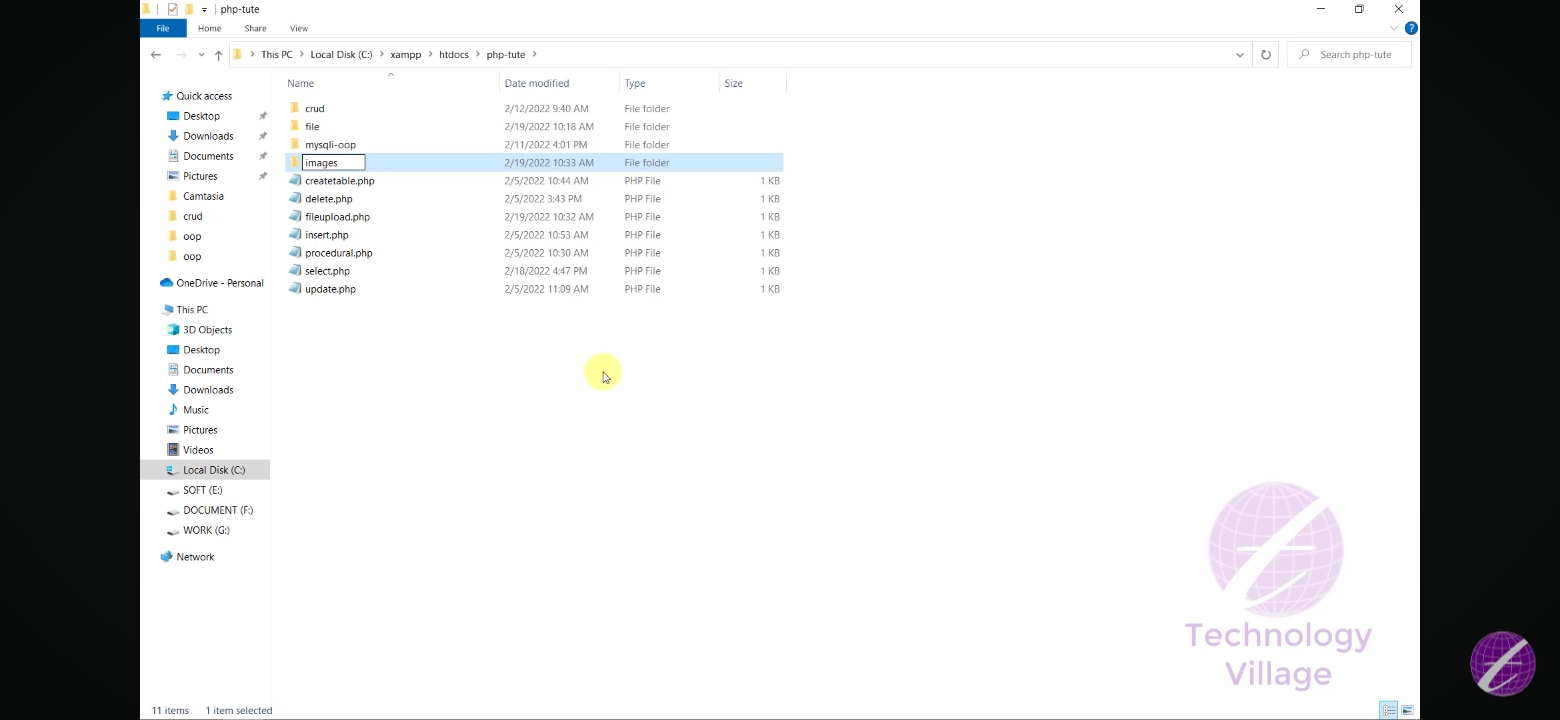 php-tute
File Home Share View
This PC Local Disk (C:) xampp htdocs php-tute
Search php-tute
Name Date modified Type Size
Quick access
Desktop
Downloads
Documents
Pictures
Camtasia
crud
oop
oop
OneDrive - Personal
This PC
3D Objects
Desktop
Documents
Downloads
Music
Pictures
Videos
Local Disk (C:)
SOFT (E:)
DOCUMENT (F:)
WORK (G:)
Network
crud 2/12/2022 9:40 AM File folder
file 2/19/2022 10:18 AM File folder
mysqli-oop 2/11/2022 4:01 PM File folder
images 2/19/2022 10:33 AM File folder
createtable.php 2/5/2022 10:44 AM PHP File 1 KB
delete.php 2/5/2022 3:43 PM PHP File 1 KB
fileupload.php 2/19/2022 10:32 AM PHP File 1 KB
insert.php 2/5/2022 10:53 AM PHP File 1 KB
procedural.php 2/5/2022 10:30 AM PHP File 1 KB
select.php 2/18/2022 4:47 PM PHP File 1 KB
update.php 2/5/2022 11:09 AM PHP File 1 KB
Technology
Village
11 items 1 item selected